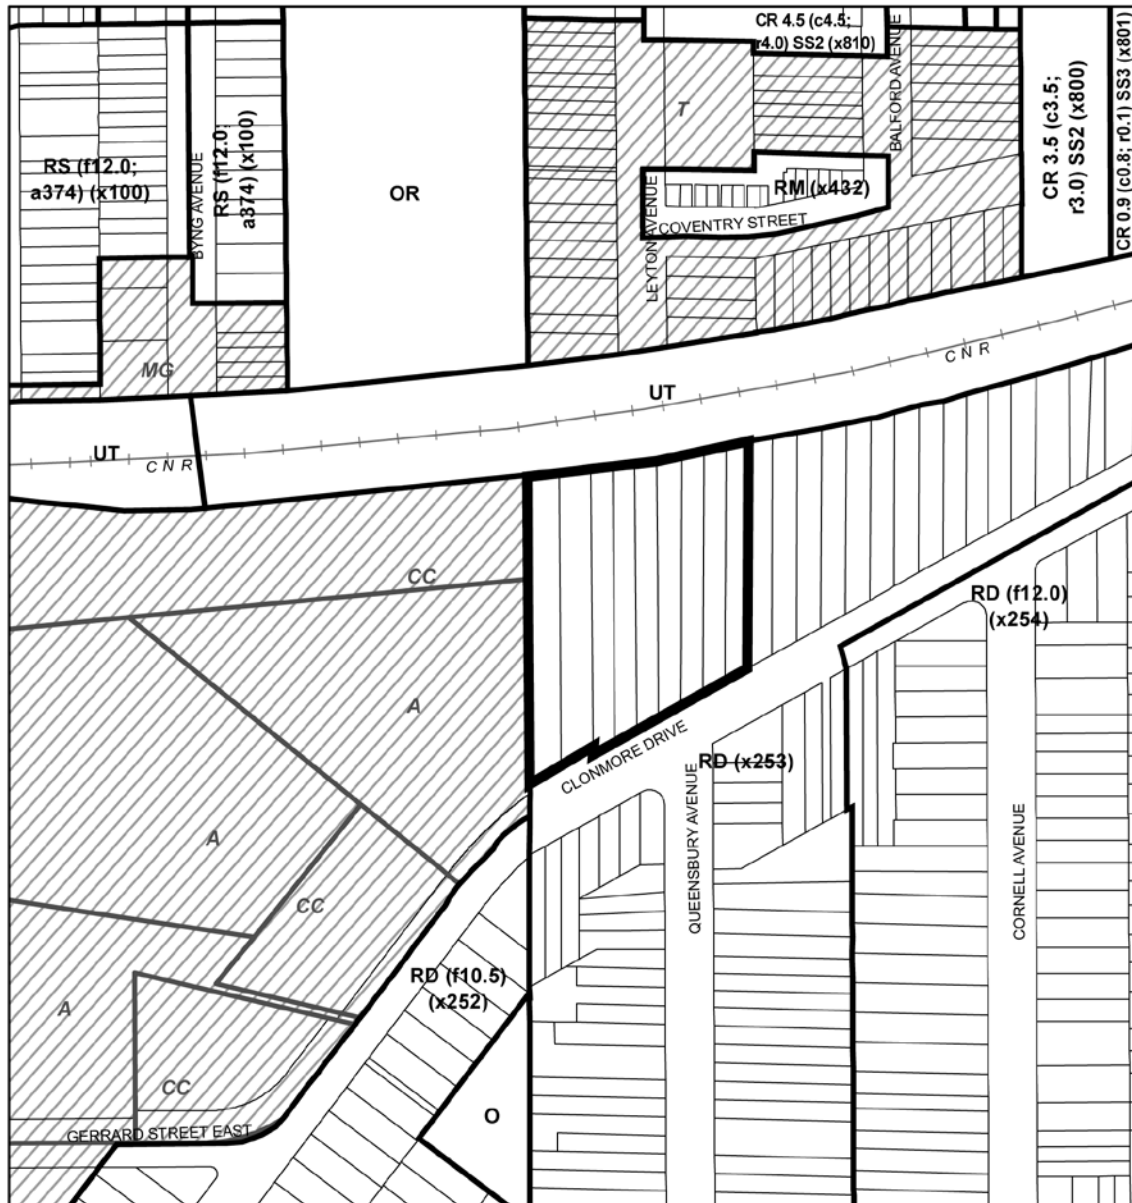 CR 4.5 (c4.5;
r4.0) SS2 (x810)
BALFORD AVENUE
CR 3.5 (c3.5;
r3.0) SS2 (x800)
CR 0.9 (c0.8; r0.1) SS3 (x801)
T
RS (f12.0;
a374) (x100)
BYNG AVENUE
RS (f12.0;
a374) (x100)
OR
RM (x432)
LEYTON AVENUE
COVENTRY STREET
MG
UT
CNR
UT
CNR
CC
RD (f12.0)
(x254)
A
CLONMORE DRIVE
RD (x253)
QUEENSBURY AVENUE
CORNELL AVENUE
A
CC
RD (f10.5)
(x252)
A
CC
O
GERRARD STREET EAST